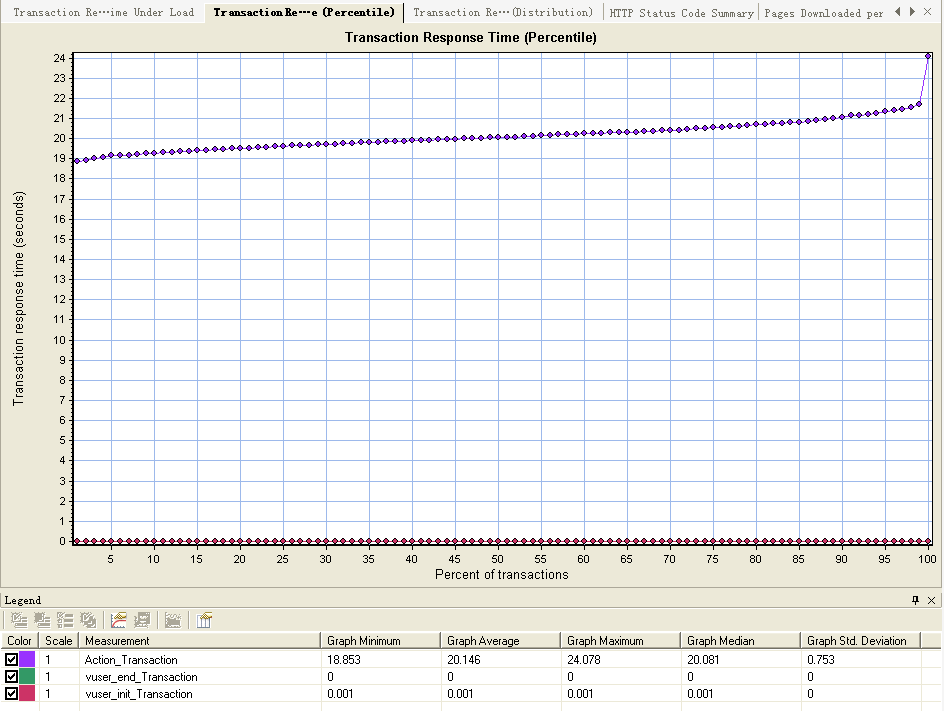 Transaction Re···ime Under Load Transaction Re···e (Percentile) Transaction Re···(Distribution) HTTP Status Code Summary Pages Downloaded per
Transaction Response Time (Percentile)
Transaction response time (seconds)
24
23
22
21
20
19
18
17
16
15
14
13
12
11
10
9
8
7
6
5
4
3
2
1
0
5 10 15 20 25 30 35 40 45 50 55 60 65 70 75 80 85 90 95 100
Percent of transactions
Legend
Color Scale Measurement Graph Minimum Graph Average Graph Maximum Graph Median Graph Std. Deviation
1 Action_Transaction 18.853 20.146 24.078 20.081 0.753
1 vuser_end_Transaction 0 0 0 0 0
1 vuser_init_Transaction 0.001 0.001 0.001 0.001 0